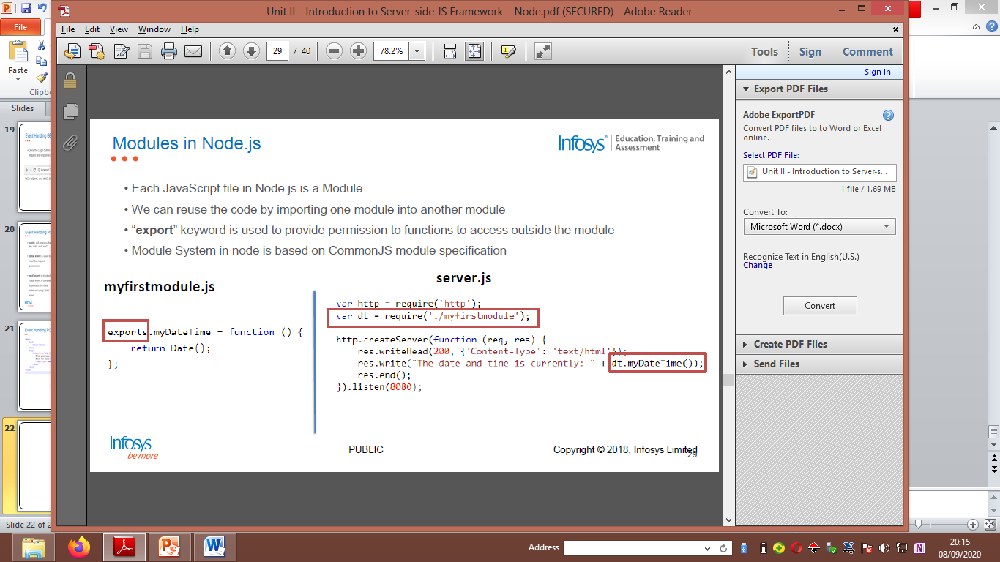 Unit II - Introduction to Server-side JS Framework – Node.pdf (SECURED) - Adobe Reader
File
File Edit View Window Help
29 / 40
78.2%
Tools Sign Comment
Paste
Slides
19
20
21
22
Slide 22 of 2
Modules in Node.js
Infosys® | Education, Training and
Assessment
• Each JavaScript file in Node.js is a Module.
• We can reuse the code by importing one module into another module
• “export” keyword is used to provide permission to functions to access outside the module
• Module System in node is based on CommonJS module specification
myfirstmodule.js
exports.myDateTime = function () {
return Date();
};
server.js
var http = require('http');
var dt = require('./myfirstmodule');
http.createServer(function (req, res) {
res.writeHead(200, {'Content-Type': 'text/html'});
res.write("The date and time is currently: " + dt.myDateTime());
res.end();
}).listen(8080);
Infosys
be more
PUBLIC
Copyright © 2018, Infosys Limited
29
Sign In
Export PDF Files
Adobe ExportPDF
Convert PDF files to to Word or Excel
online.
Select PDF File:
Unit II - Introduction to Server-s...
1 file / 1.69 MB
Convert To:
Microsoft Word (*.docx)
Recognize Text in English(U.S.)
Change
Convert
Create PDF Files
Send Files
Address
20:15
08/09/2020